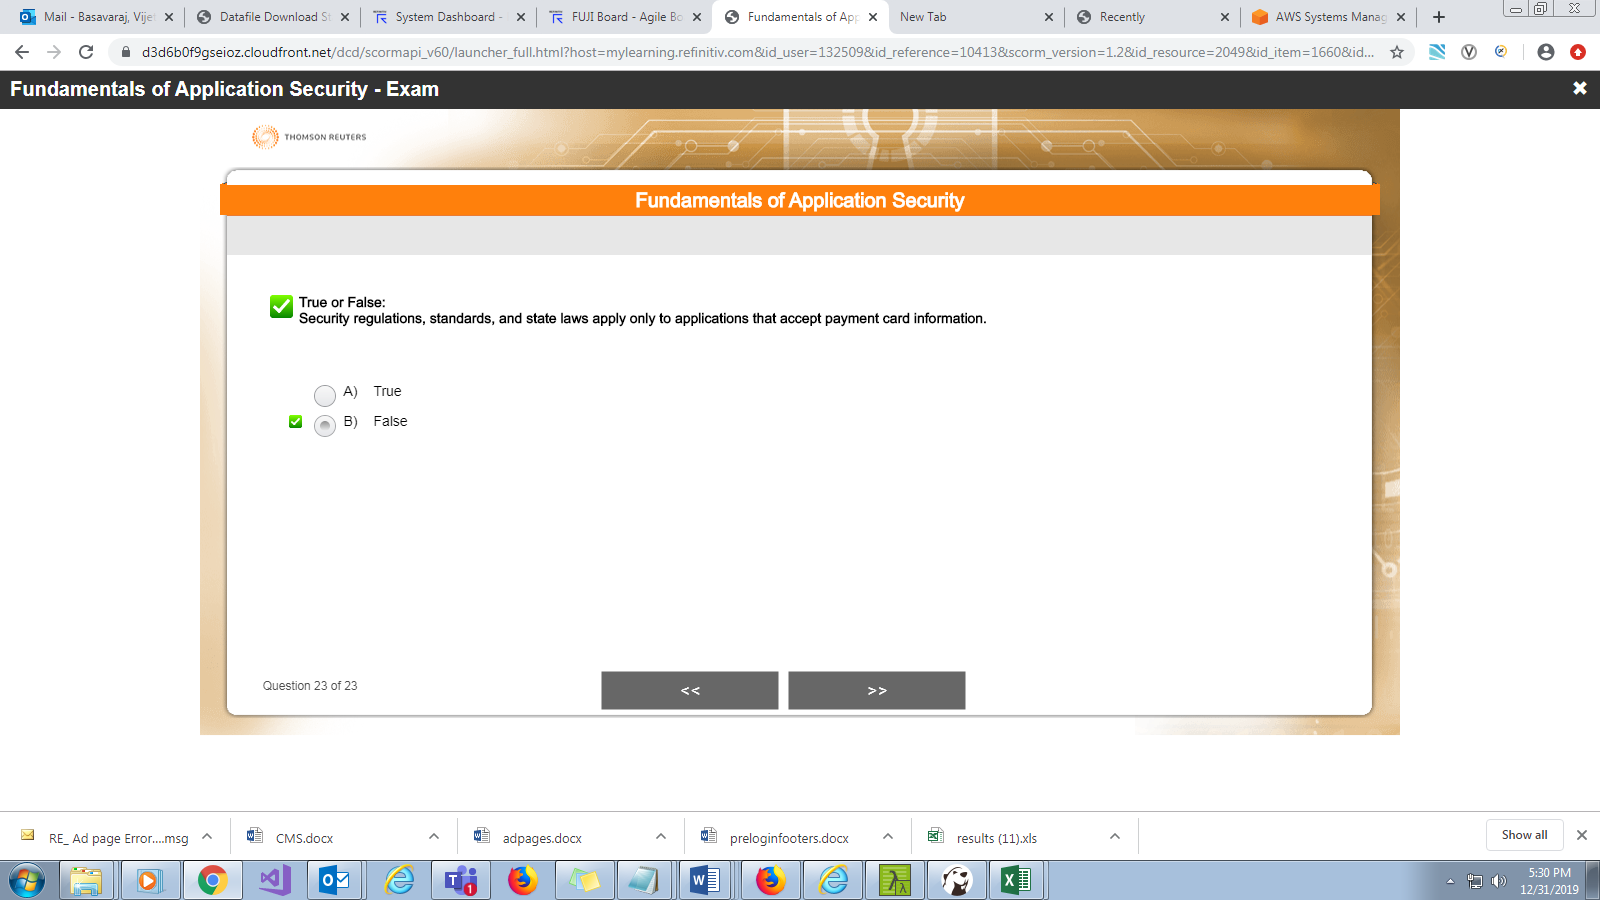 Mail - Basavaraj, Vijet
Datafile Download St
System Dashboard -
FUJI Board - Agile Bo
Fundamentals of App
New Tab
Recently
AWS Systems Manag
d3d6b0f9gseioz.cloudfront.net/dcd/scormapi_v60/launcher_full.html?host=mylearning.refinitiv.com&id_user=132509&id_reference=10413&scorm_version=1.2&id_resource=2049&id_item=1660&id...
Fundamentals of Application Security - Exam
THOMSON REUTERS
Fundamentals of Application Security
True or False:
Security regulations, standards, and state laws apply only to applications that accept payment card information.
A) True
B) False
Question 23 of 23
<<
>>
RE_ Ad page Error....msg
CMS.docx
adpages.docx
preloginfooters.docx
results (11).xls
Show all
1
5:30 PM
12/31/2019